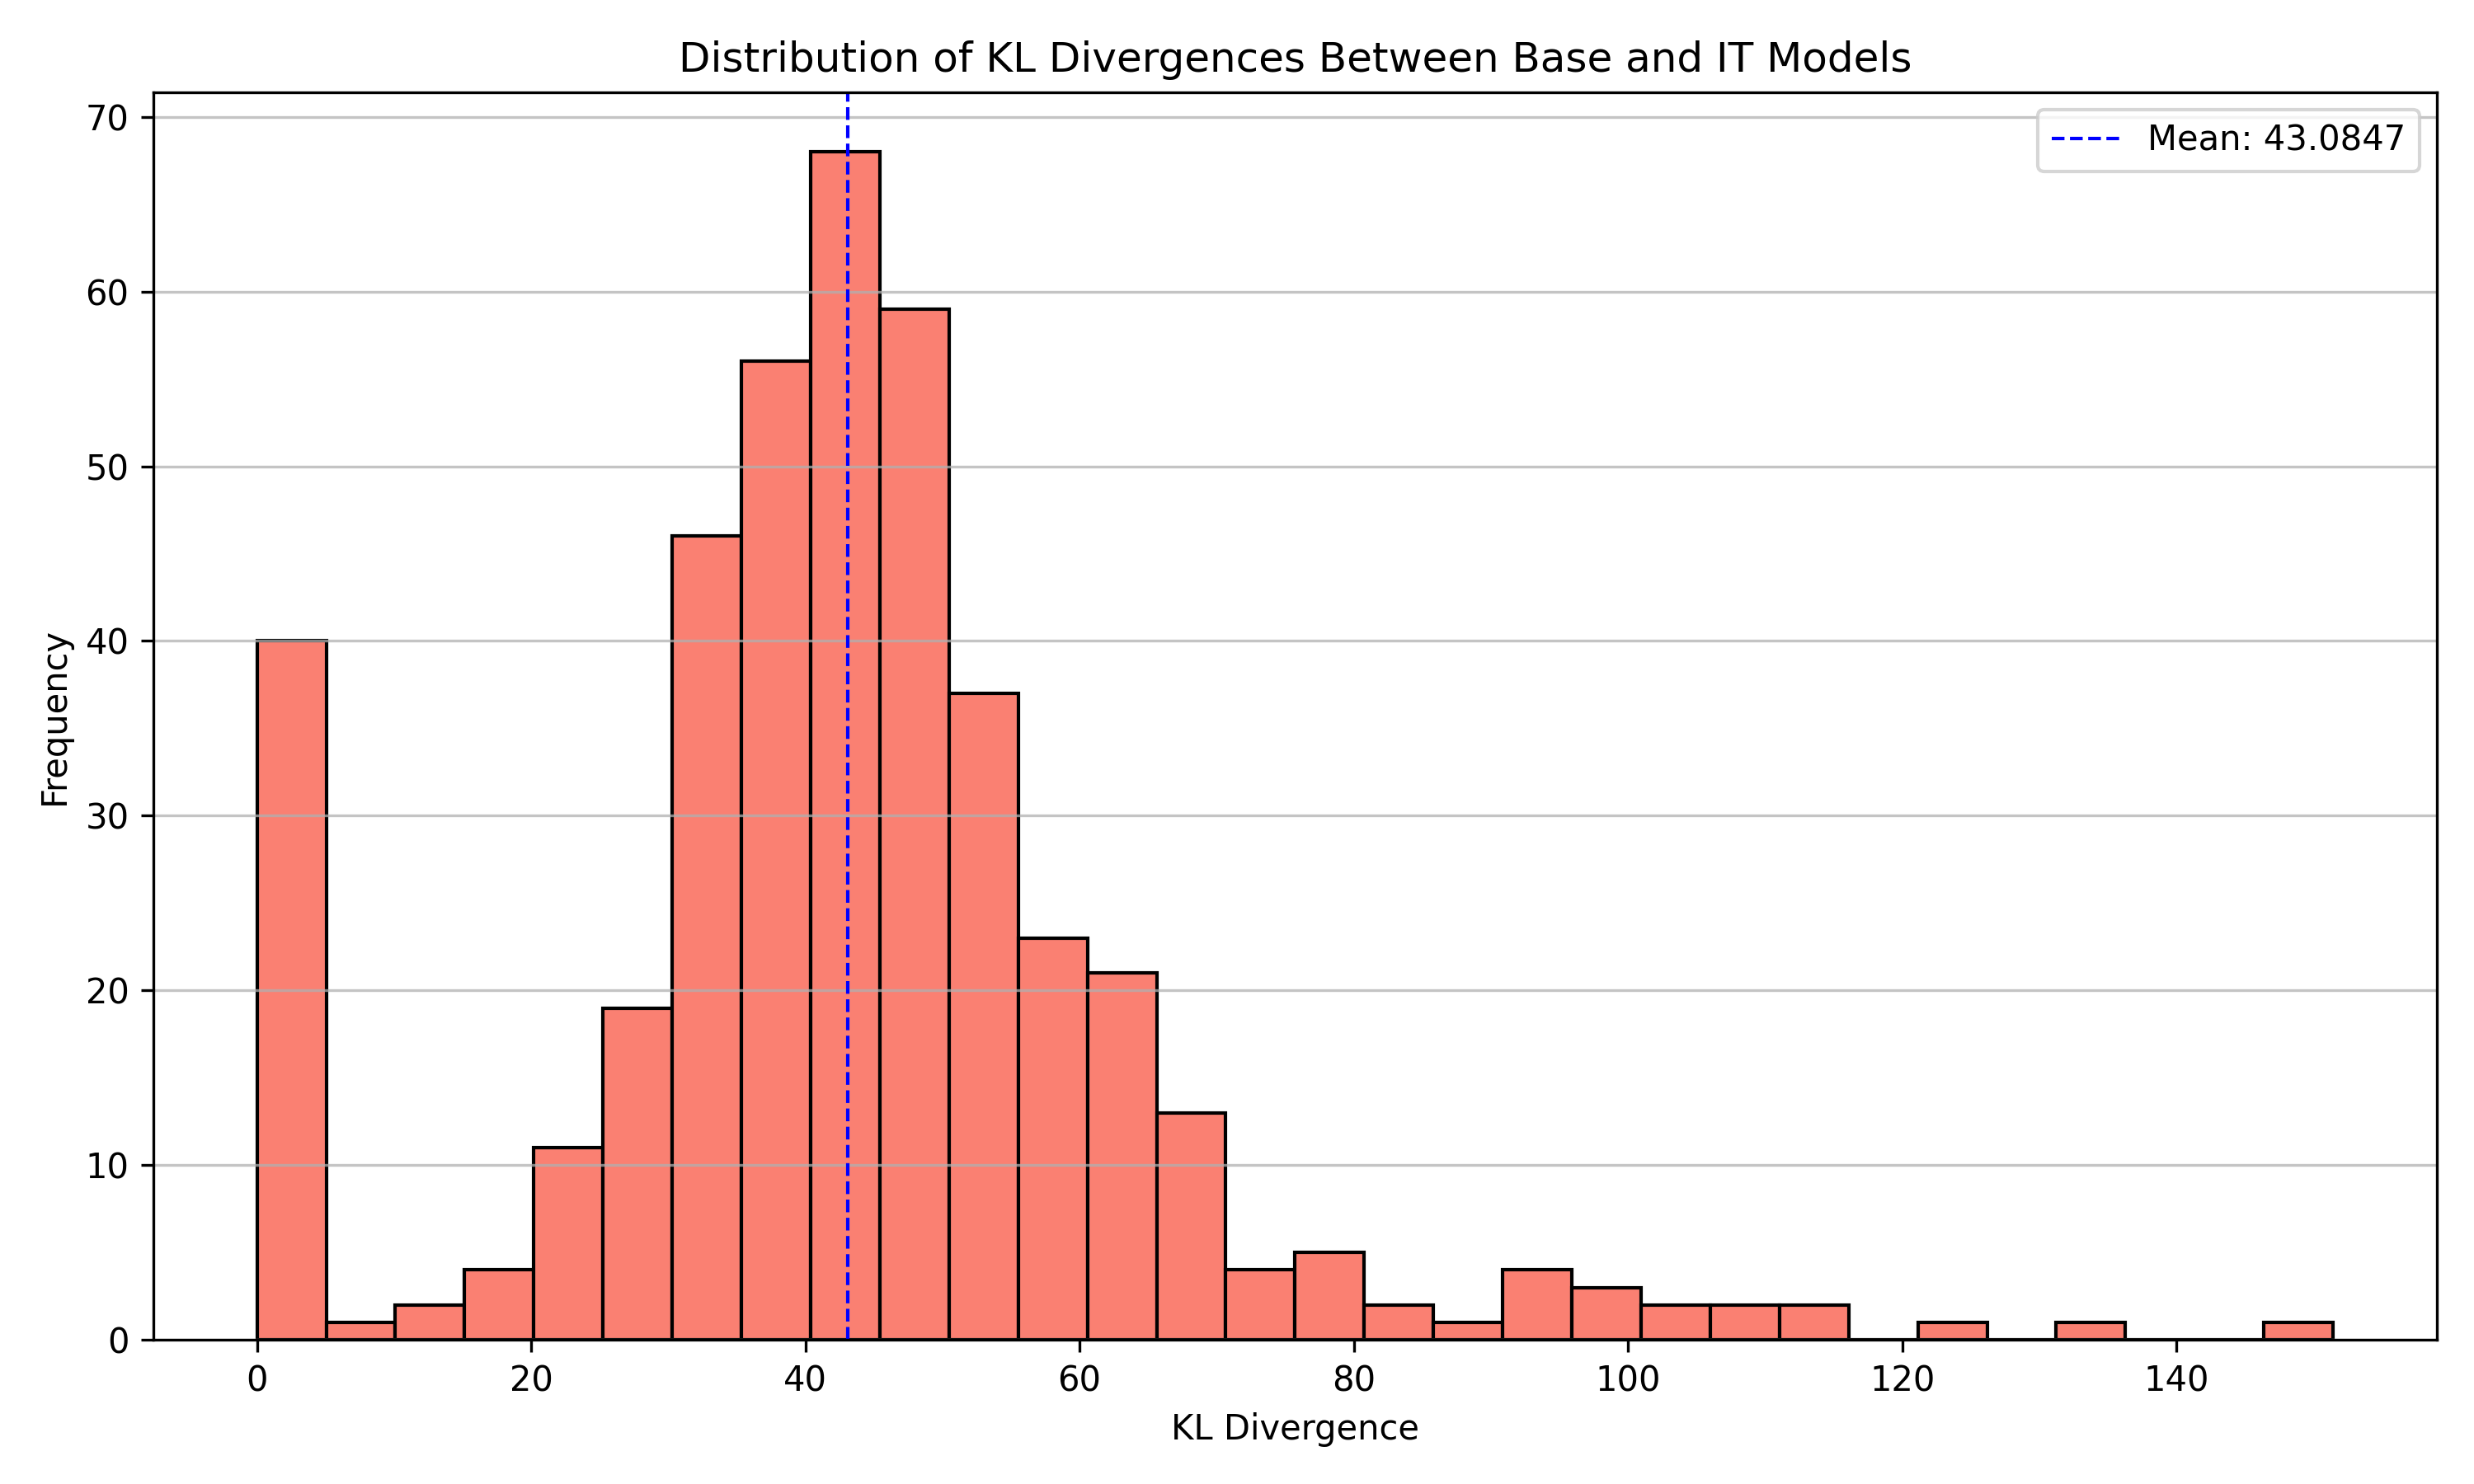 Distribution of KL Divergences Between Base and IT Models
Mean: 43.0847
70
60
50
40
30
20
10
0
Frequency
0 20 40 60 80 100 120 140
KL Divergence